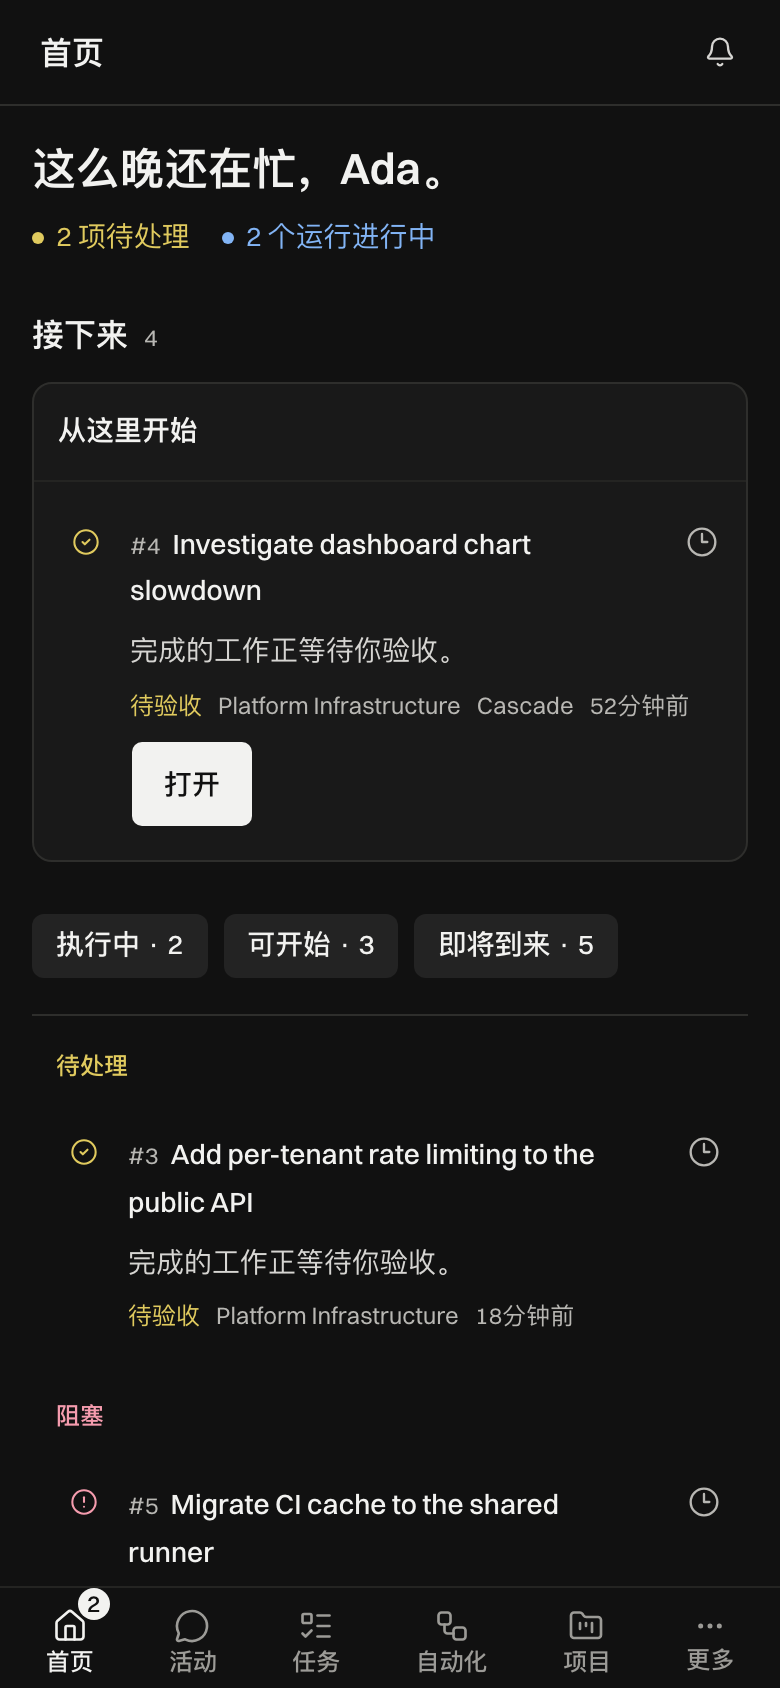 首页
这么晚还在忙，Ada。
2 项待处理 2 个运行进行中
接下来 4
从这里开始
#4 Investigate dashboard chart
slowdown
完成的工作正等待你验收。
待验收 Platform Infrastructure Cascade 52分钟前
打开
执行中 · 2 可开始 · 3 即将到来 · 5
待处理
#3 Add per-tenant rate limiting to the
public API
完成的工作正等待你验收。
待验收 Platform Infrastructure 18分钟前
阻塞
#5 Migrate CI cache to the shared
runner
2
首页 活动 任务 自动化 项目 更多